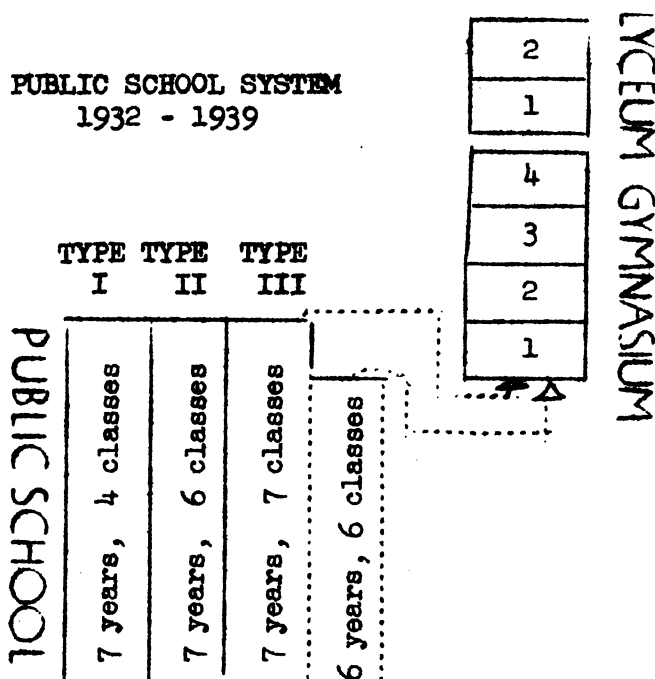 PUBLIC SCHOOL SYSTEM
1932 - 1939
LYCEUM GYMNASIUM
2
1
4
3
2
1
TYPE TYPE TYPE
I II III
PUBLIC SCHOOL
7 years, 4 classes
7 years, 6 classes
7 years, 7 classes
6 years, 6 classes